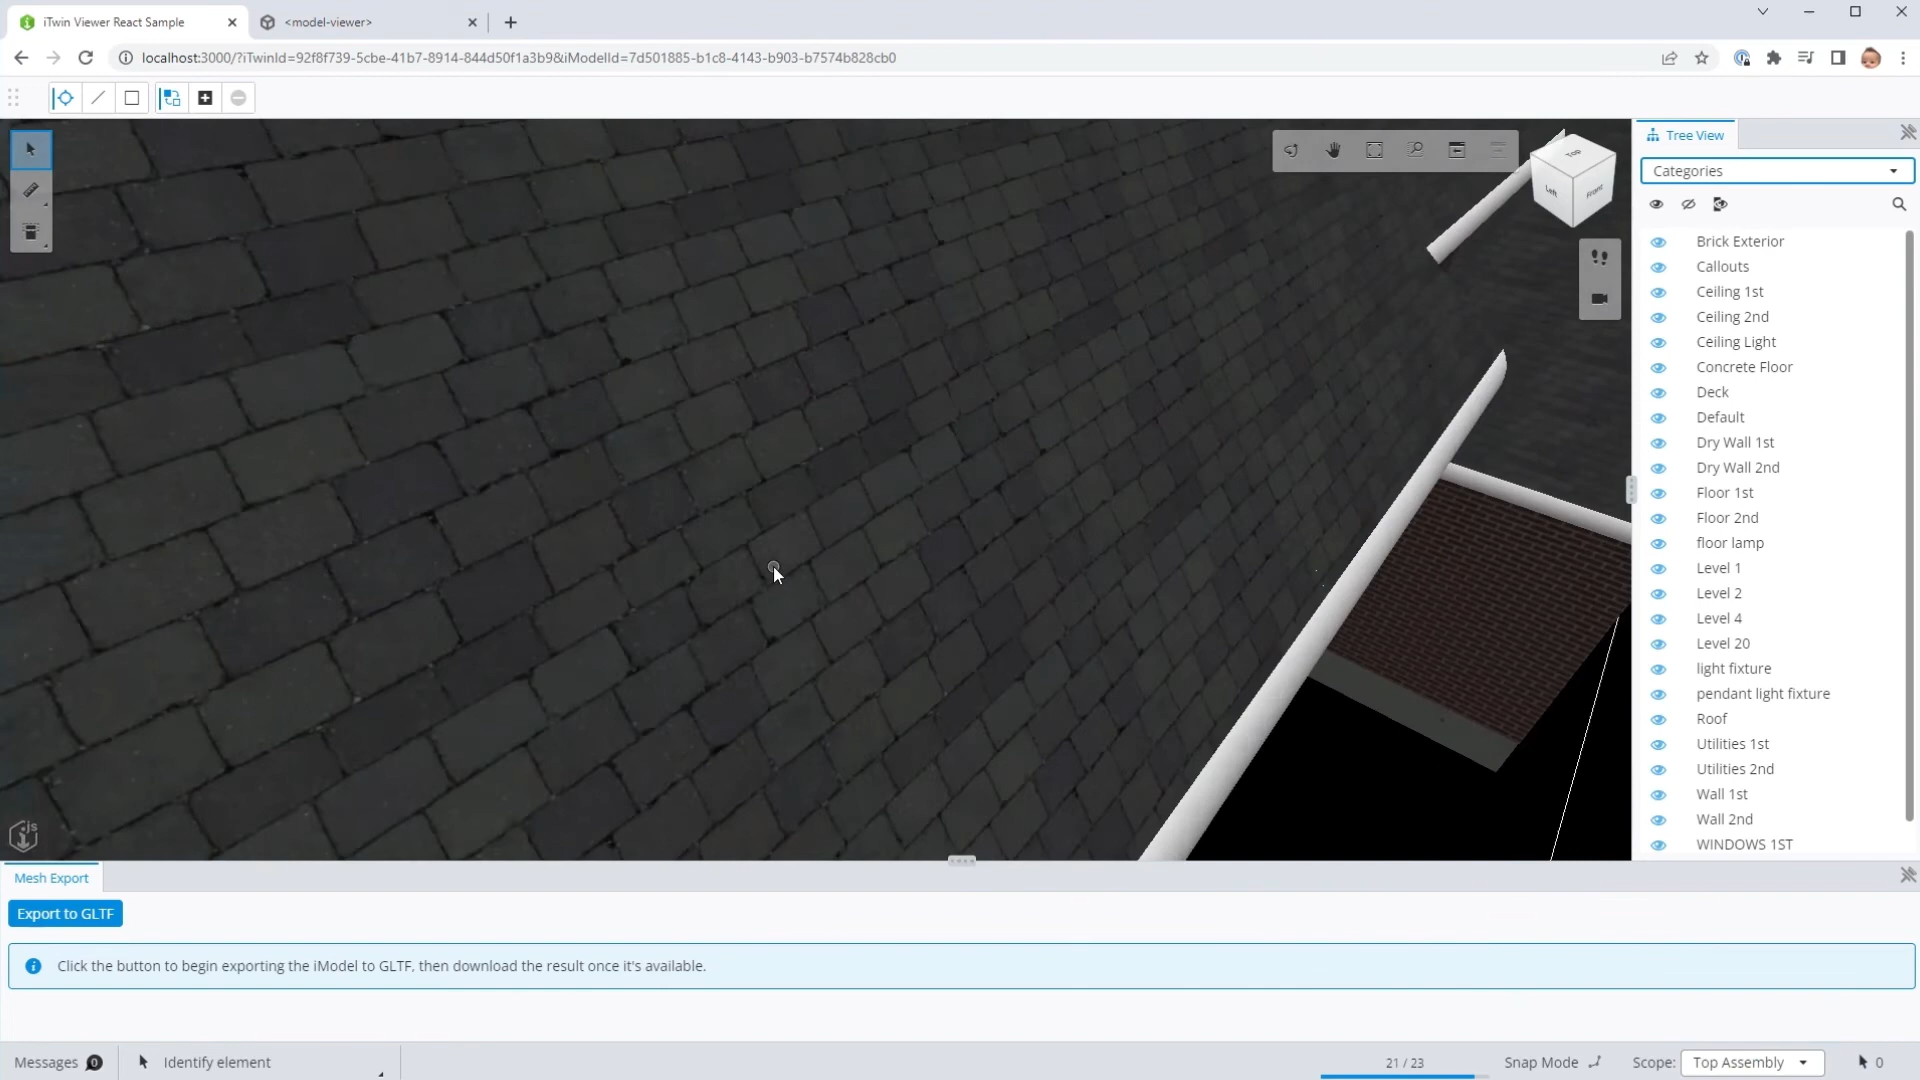 iTwin Viewer React Sample
<model-viewer>
localhost:3000/?iTwinId=92f8f739-5cbe-41b7-8914-844d50f1a3b9&iModelId=7d501885-b1c8-4143-b903-b7574b828cb0
Top
Left
Front
Tree View
Categories
Brick Exterior
Callouts
Ceiling 1st
Ceiling 2nd
Ceiling Light
Concrete Floor
Deck
Default
Dry Wall 1st
Dry Wall 2nd
Floor 1st
Floor 2nd
floor lamp
Level 1
Level 2
Level 4
Level 20
light fixture
pendant light fixture
Roof
Utilities 1st
Utilities 2nd
Wall 1st
Wall 2nd
WINDOWS 1ST
js
Mesh Export
Export to GLTF
Click the button to begin exporting the iModel to GLTF, then download the result once it's available.
Messages 0
Identify element
21 / 23
Snap Mode
Scope: Top Assembly
0